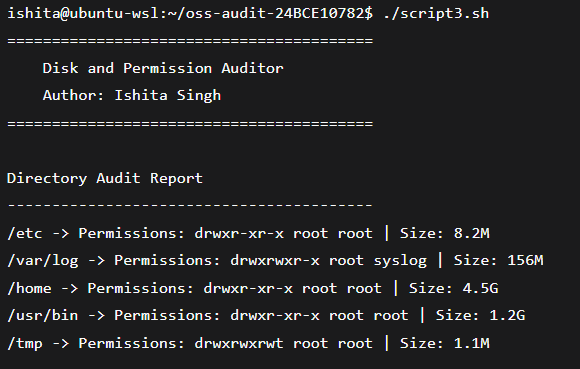 ishita@ubuntu-wsl:~/oss-audit-24BCE10782$ ./script3.sh
=========================================
    Disk and Permission Auditor
    Author: Ishita Singh
=========================================

Directory Audit Report
-----------------------------------------
/etc -> Permissions: drwxr-xr-x root root | Size: 8.2M
/var/log -> Permissions: drwxrwxr-x root syslog | Size: 156M
/home -> Permissions: drwxr-xr-x root root | Size: 4.5G
/usr/bin -> Permissions: drwxr-xr-x root root | Size: 1.2G
/tmp -> Permissions: drwxrwxrwt root root | Size: 1.1M